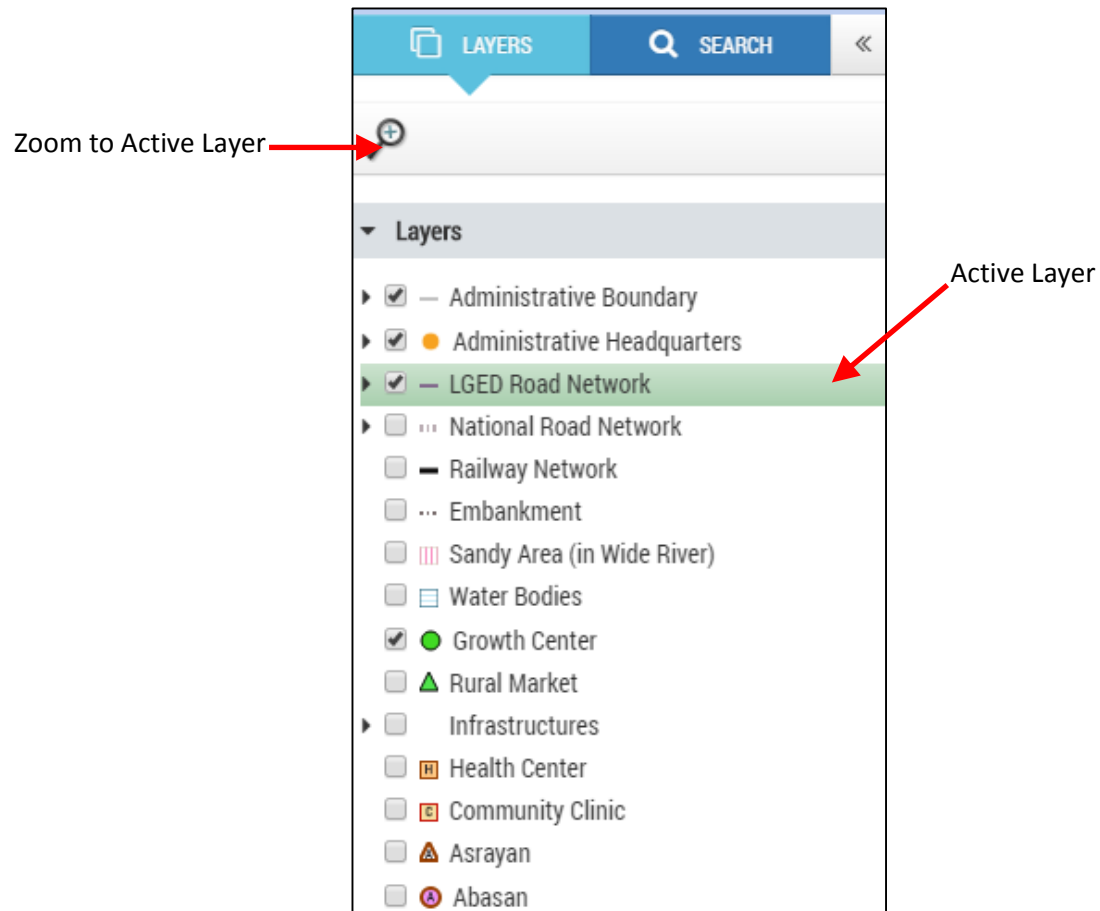 LAYERS
SEARCH
«
Zoom to Active Layer
Layers
Active Layer
Administrative Boundary
Administrative Headquarters
LGED Road Network
National Road Network
Railway Network
Embankment
Sandy Area (in Wide River)
Water Bodies
Growth Center
Rural Market
Infrastructures
H Health Center
C Community Clinic
A Asrayan
A Abasan